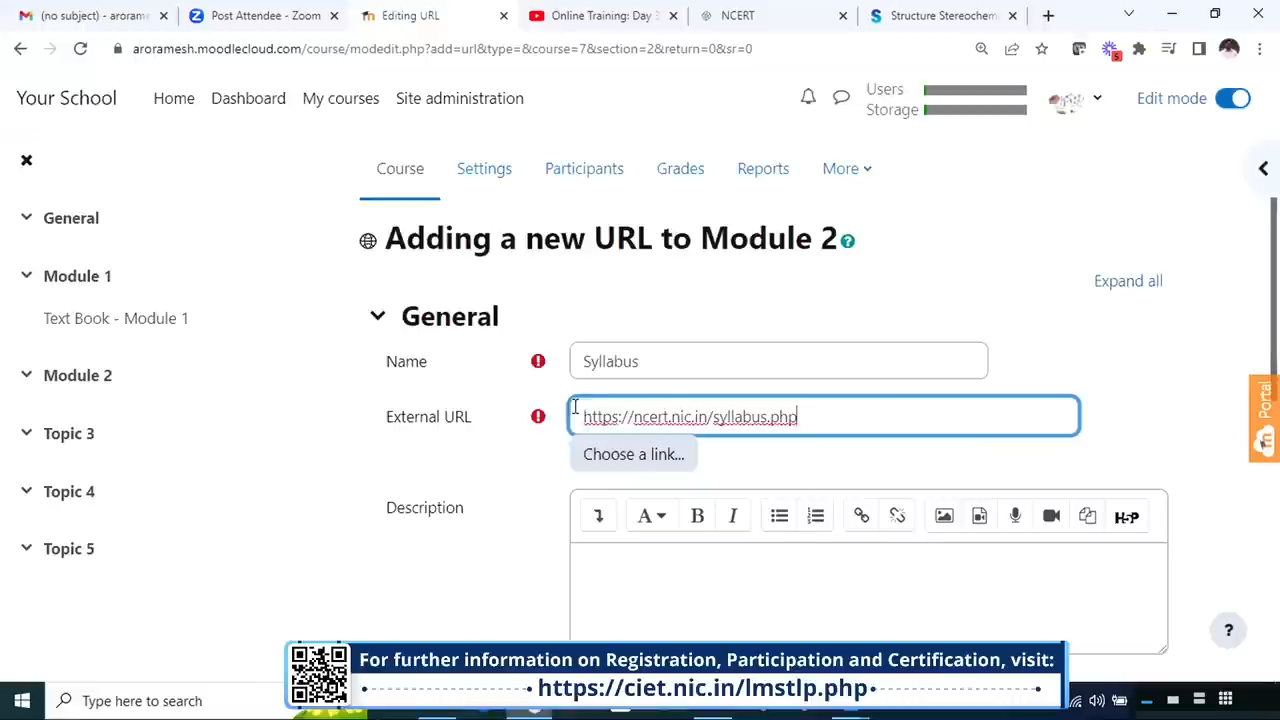 (no subject) - arorame
Post Attendee - Zoom
Editing URL
Online Training: Day 3
NCERT
Structure Stereochem
aroramesh.moodlecloud.com/course/modedit.php?add=url&type=&course=7&section=2&return=0&sr=0
5
Your School
Home
Dashboard
My courses
Site administration
Users
Storage
Edit mode
Course
Settings
Participants
Grades
Reports
More
General
Module 1
Text Book - Module 1
Module 2
Topic 3
Topic 4
Topic 5
Adding a new URL to Module 2
?
Expand all
General
Name
Syllabus
External URL
https://ncert.nic.in/syllabus.php
Choose a link...
Description
A
B
I
H-P
Portal
?
For further information on Registration, Participation and Certification, visit:
https://ciet.nic.in/lmstlp.php
Type here to search